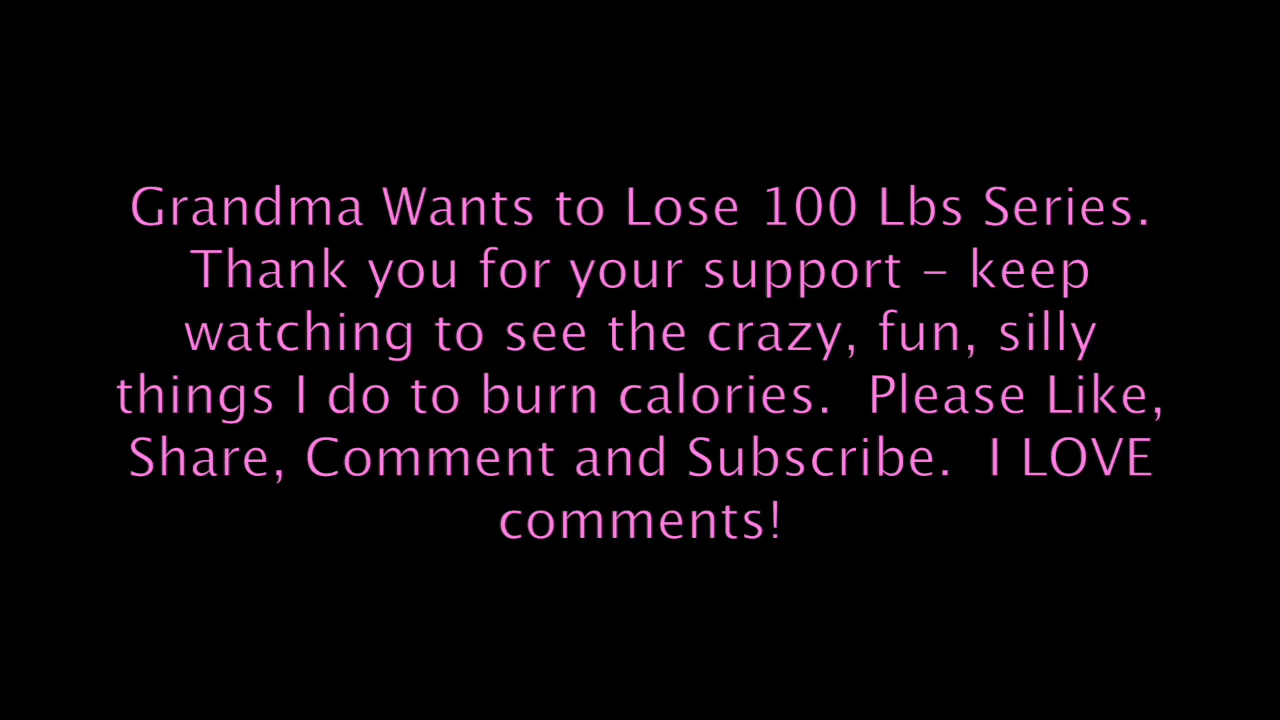 Grandma Wants to Lose 100 Lbs Series.
Thank you for your support – keep
watching to see the crazy, fun, silly
things I do to burn calories.  Please Like,
Share, Comment and Subscribe.  I LOVE
comments!